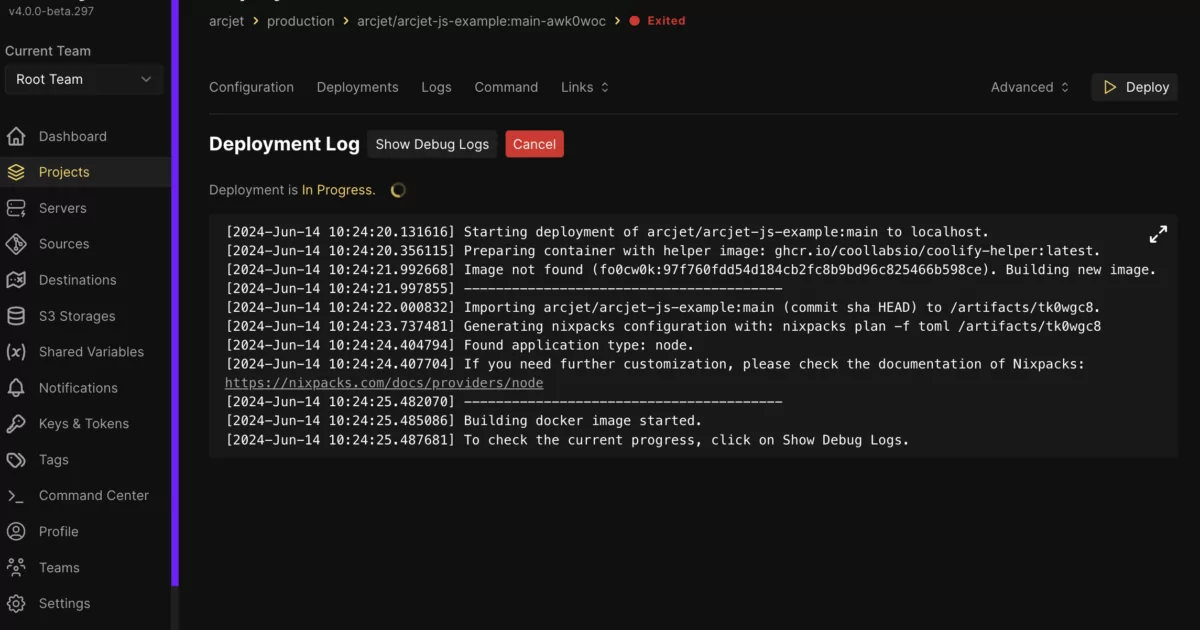 v4.0.0-beta.297
Current Team
Root Team
Dashboard
Projects
Servers
Sources
Destinations
S3 Storages
Shared Variables
Notifications
Keys & Tokens
Tags
Command Center
Profile
Teams
Settings
arcjet production arcjet/arcjet-js-example:main-awk0woc Exited
Configuration Deployments Logs Command Links Advanced Deploy
Deployment Log Show Debug Logs Cancel
Deployment is In Progress.
[2024-Jun-14 10:24:20.131616] Starting deployment of arcjet/arcjet-js-example:main to localhost.
[2024-Jun-14 10:24:20.356115] Preparing container with helper image: ghcr.io/coollabsio/coolify-helper:latest.
[2024-Jun-14 10:24:21.992668] Image not found (fo0cw0k:97f760fdd54d184cb2fc8b9bd96c825466b598ce). Building new image.
[2024-Jun-14 10:24:21.997855] ----------------------------------------
[2024-Jun-14 10:24:22.000832] Importing arcjet/arcjet-js-example:main (commit sha HEAD) to /artifacts/tk0wgc8.
[2024-Jun-14 10:24:23.737481] Generating nixpacks configuration with: nixpacks plan -f toml /artifacts/tk0wgc8
[2024-Jun-14 10:24:24.404794] Found application type: node.
[2024-Jun-14 10:24:24.407704] If you need further customization, please check the documentation of Nixpacks:
https://nixpacks.com/docs/providers/node
[2024-Jun-14 10:24:25.482070] ----------------------------------------
[2024-Jun-14 10:24:25.485086] Building docker image started.
[2024-Jun-14 10:24:25.487681] To check the current progress, click on Show Debug Logs.